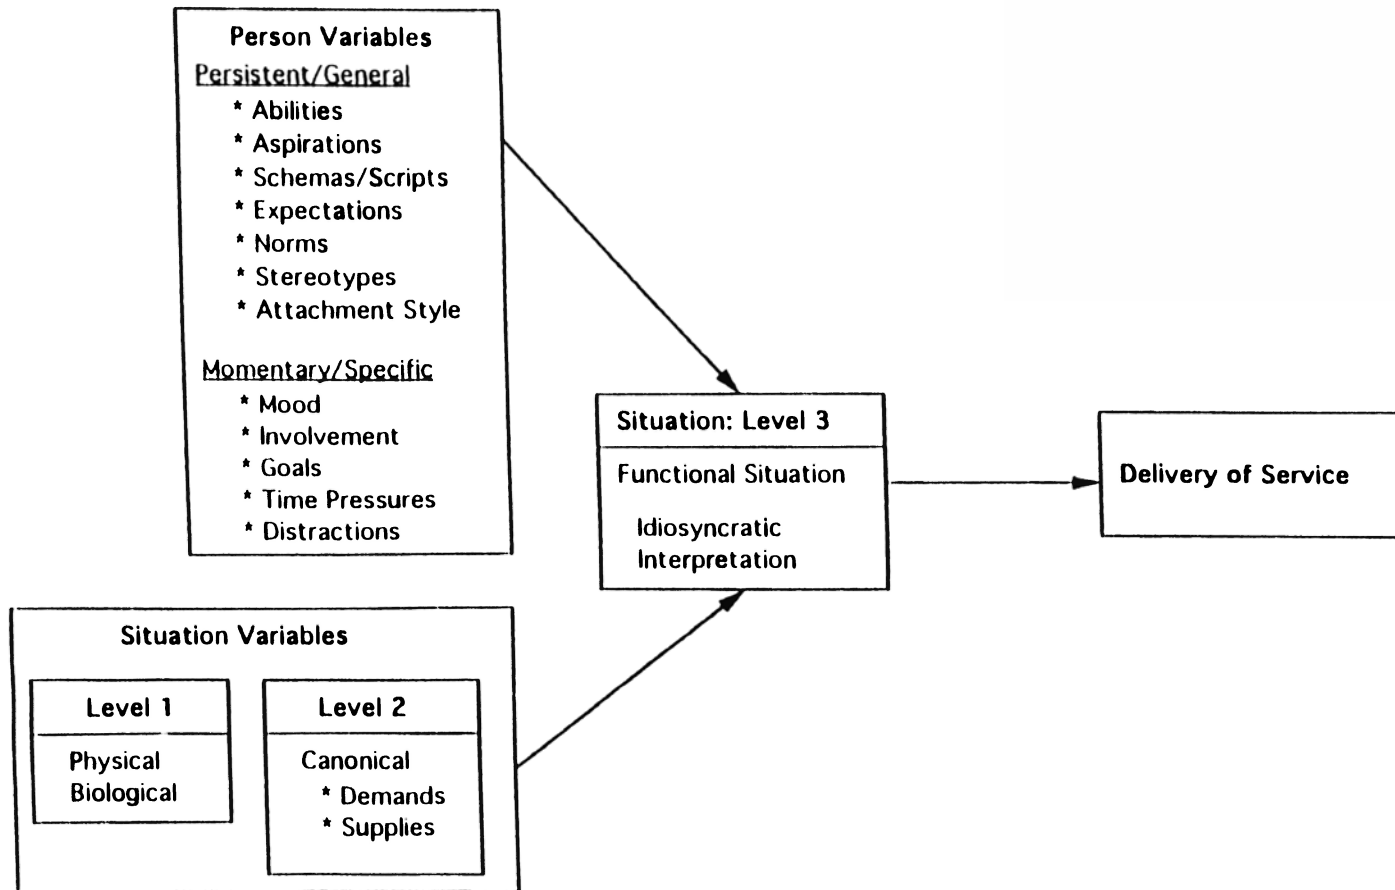 Person Variables
Persistent/General
* Abilities
* Aspirations
* Schemas/Scripts
* Expectations
* Norms
* Stereotypes
* Attachment Style
Momentary/Specific
* Mood
* Involvement
* Goals
* Time Pressures
* Distractions
Situation: Level 3
Functional Situation
Idiosyncratic
Interpretation
Delivery of Service
Situation Variables
Level 1
Physical
Biological
Level 2
Canonical
* Demands
* Supplies